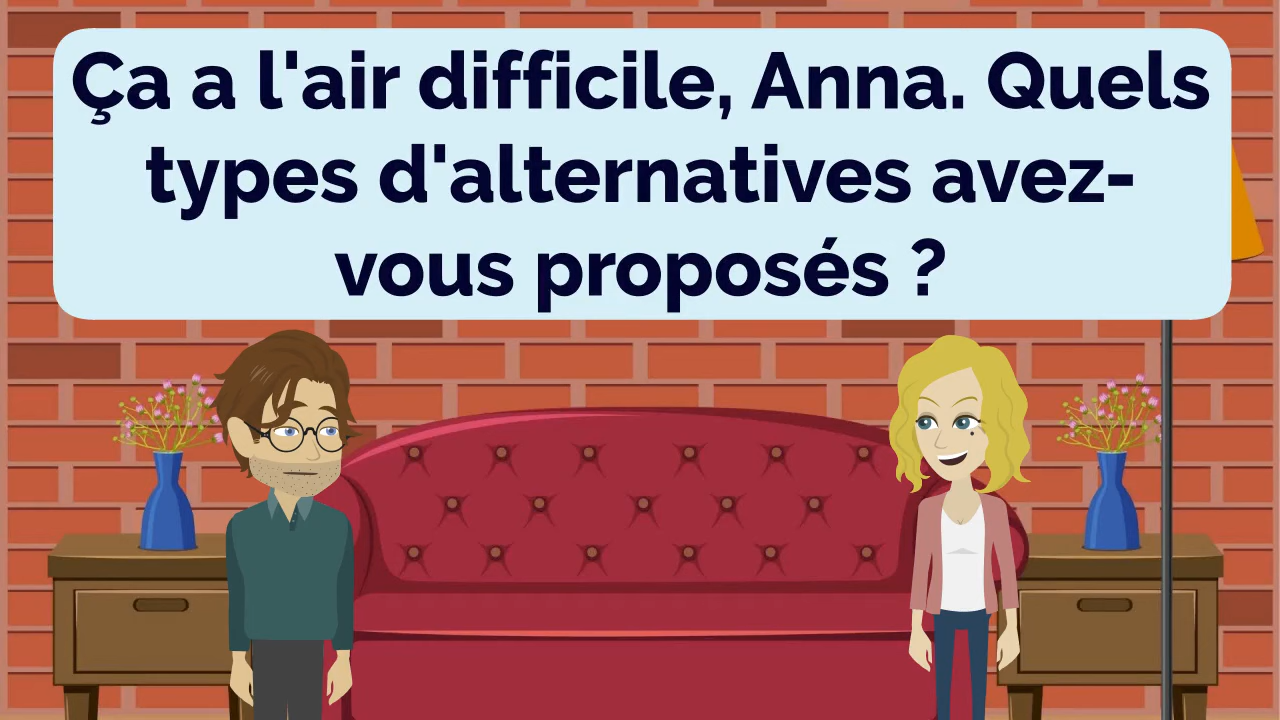 Ça a l'air difficile, Anna. Quels
types d'alternatives avez-
vous proposés ?